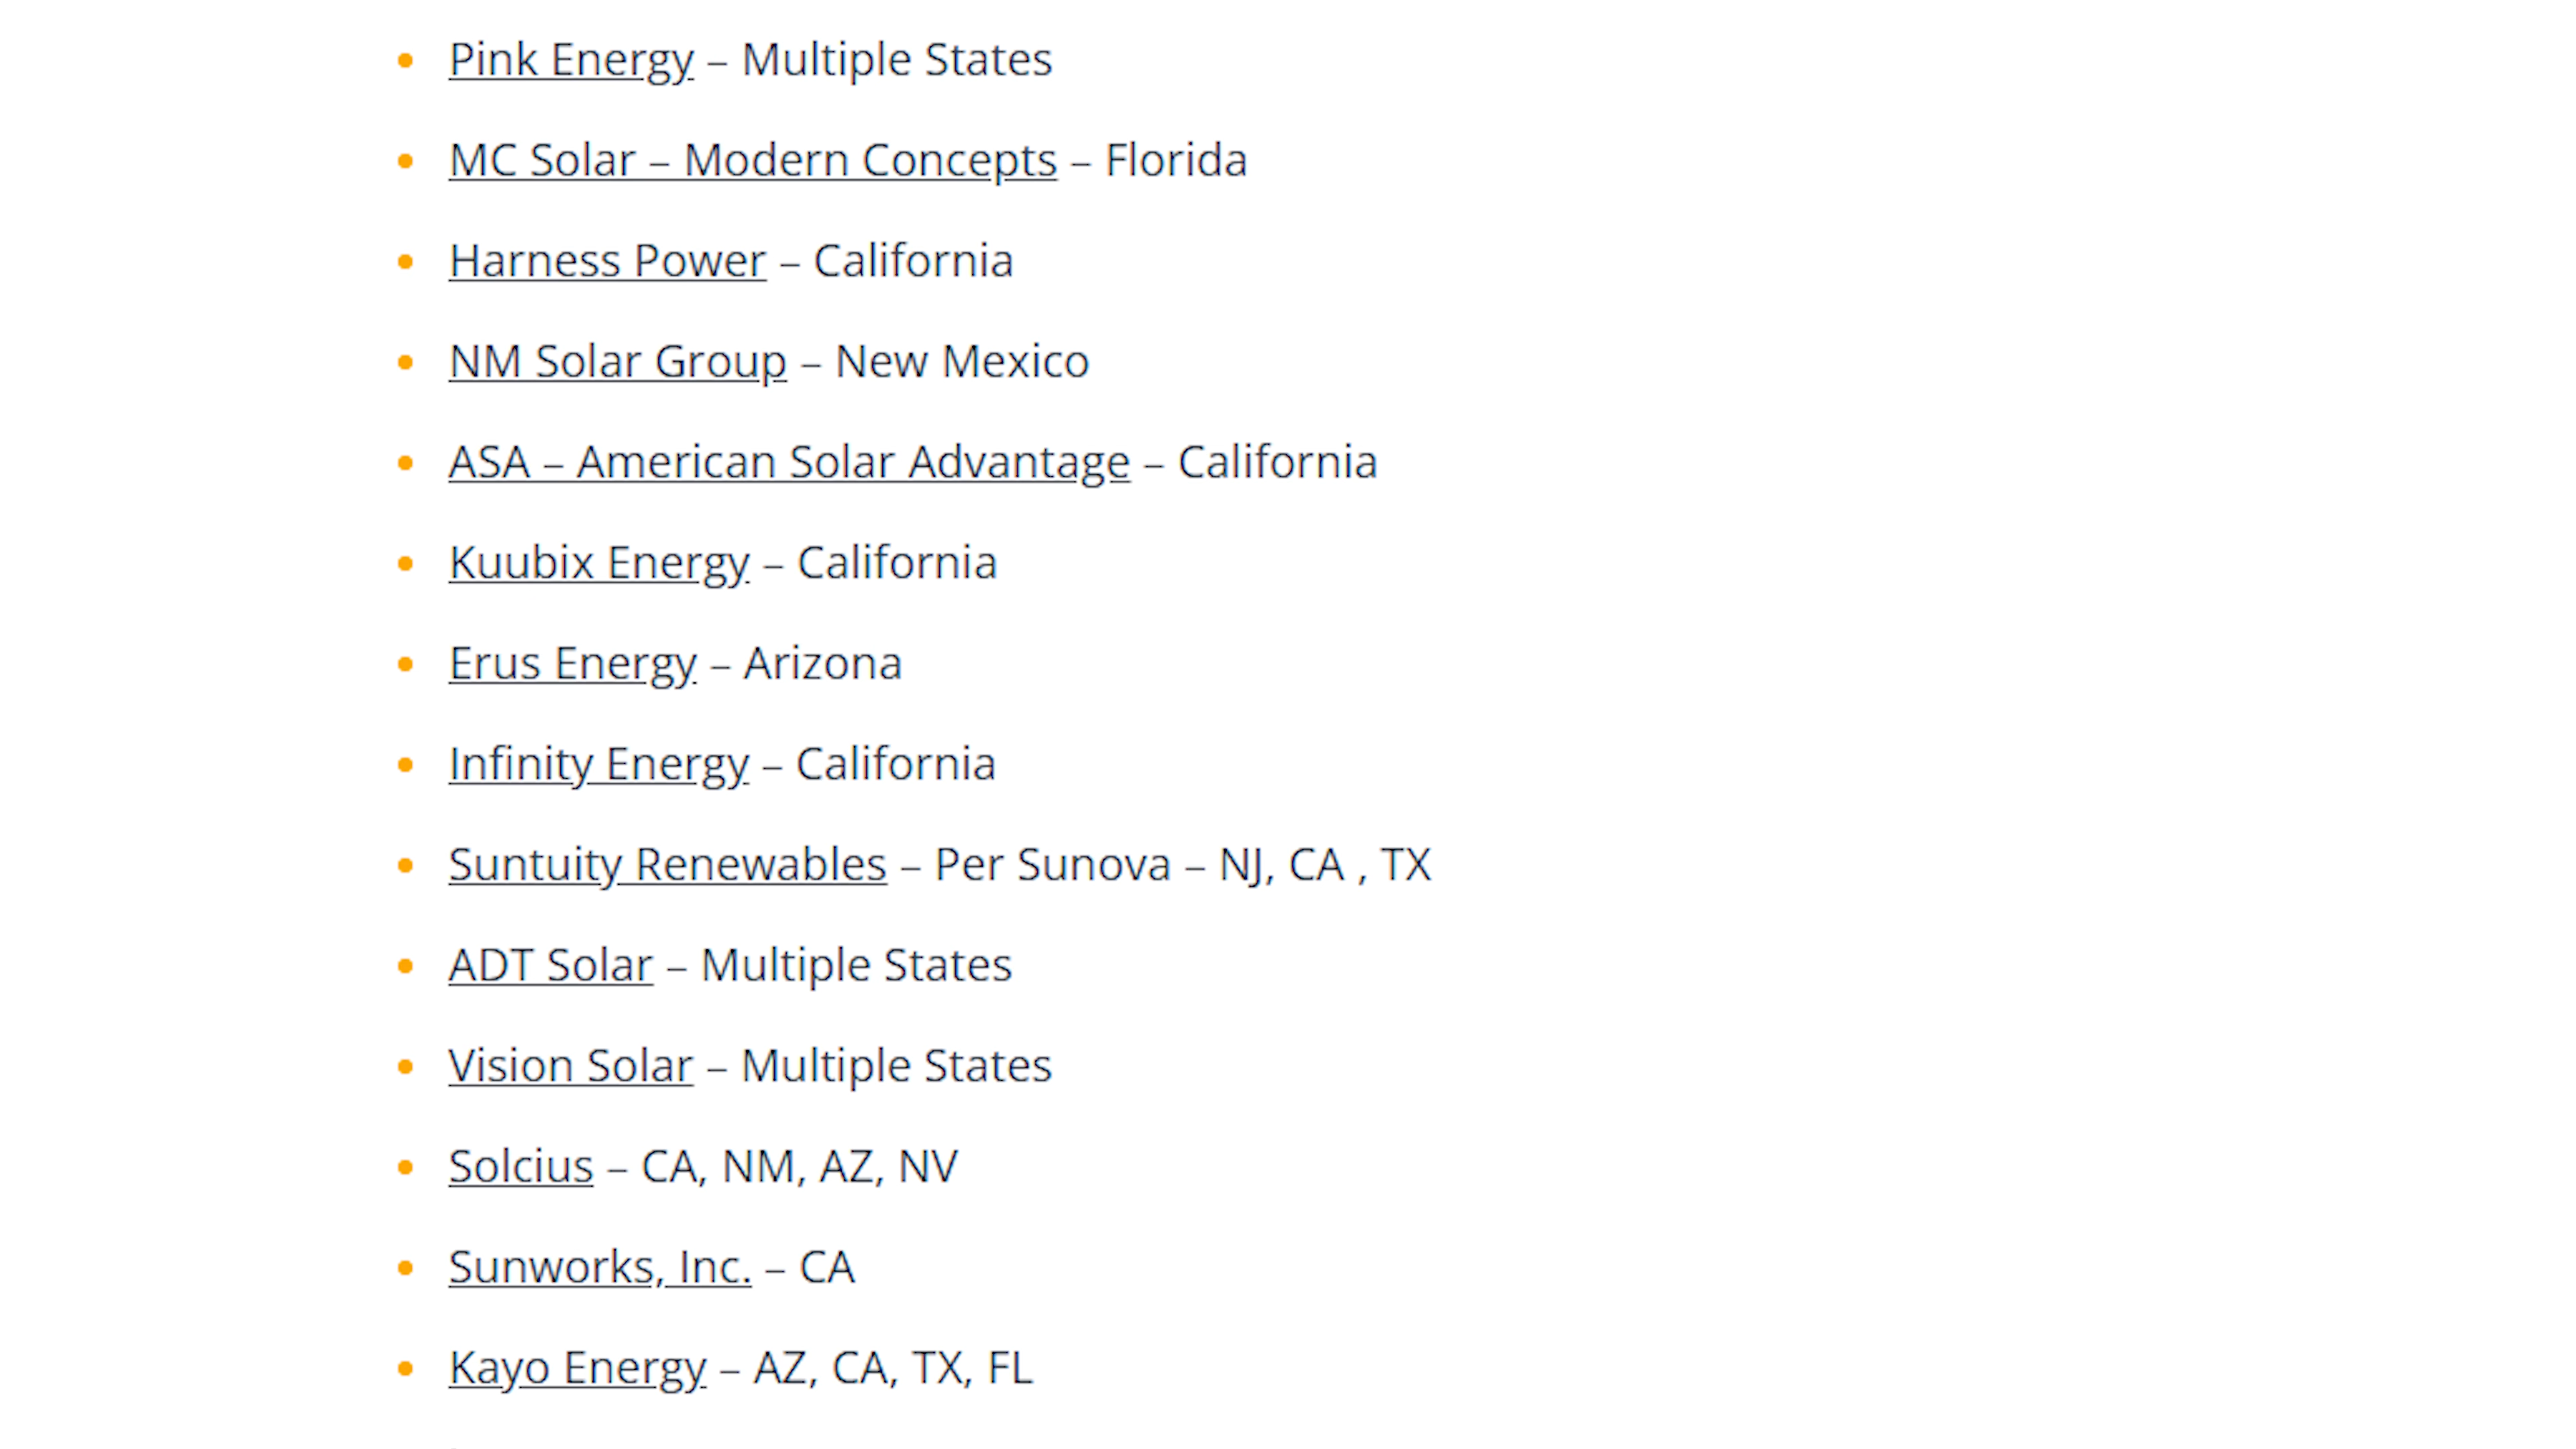 Pink Energy – Multiple States
MC Solar – Modern Concepts – Florida
Harness Power – California
NM Solar Group – New Mexico
ASA – American Solar Advantage – California
Kuubix Energy – California
Erus Energy – Arizona
Infinity Energy – California
Suntuity Renewables – Per Sunova – NJ, CA , TX
ADT Solar – Multiple States
Vision Solar – Multiple States
Solcius – CA, NM, AZ, NV
Sunworks, Inc. – CA
Kayo Energy – AZ, CA, TX, FL